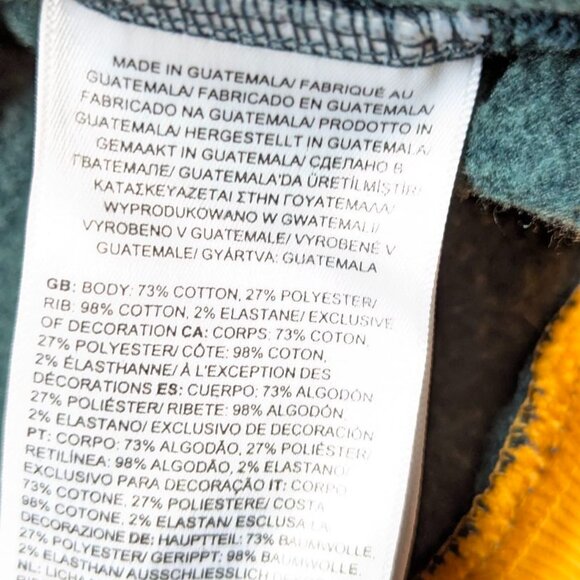 MADE IN GUATEMALA/ FABRIQUÉ AU
GUATEMALA/ FABRICADO EN GUATEMALA/
FABRICADO NA GUATEMALA/ PRODOTTO IN
GUATEMALA/ HERGESTELLT IN GUATEMALA/
GEMAAKT IN GUATEMALA/ СДЕЛАНО В
ГВАТЕМАЛЕ/ GUATEMALA'DA ÜRETİLMİŞTİR/
ΚΑΤΑΣΚΕΥΑΖΕΤΑΙ ΣΤΗΝ ΓΟΥΑΤΕΜΑΛΑ/
WYPRODUKOWANO W GWATEMALI/
VYROBENO V GUATEMALE/ VYROBENÉ V
GUATEMALE/ GYÁRTVA: GUATEMALA
GB: BODY: 73% COTTON, 27% POLYESTER/
RIB: 98% COTTON, 2% ELASTANE/ EXCLUSIVE
OF DECORATION CA: CORPS: 73% COTON,
27% POLYESTER/ CÔTE: 98% COTON,
2% ÉLASTHANNE/ À L'EXCEPTION DES
DÉCORATIONS ES: CUERPO: 73% ALGODÓN
27% POLIÉSTER/ RIBETE: 98% ALGODÓN,
2% ELASTANO/ EXCLUSIVO DE DECORACIÓN
PT: CORPO: 73% ALGODÃO, 27% POLIÉSTER/
RETILÍNEA: 98% ALGODÃO, 2% ELASTANO/
EXCLUSIVO PARA DECORAÇÃO IT: CORPO
73% COTONE, 27% POLIESTERE/ COSTA
98% COTONE, 2% ELASTAN/ ESCLUSA LA
DECORAZIONE DE: HAUPTTEIL: 73% BAUMWOLLE,
27% POLYESTER/ GERIPPT: 98% BAUMWOLLE,
2% ELASTHAN/ AUSSCHLIESSLICH
NL: